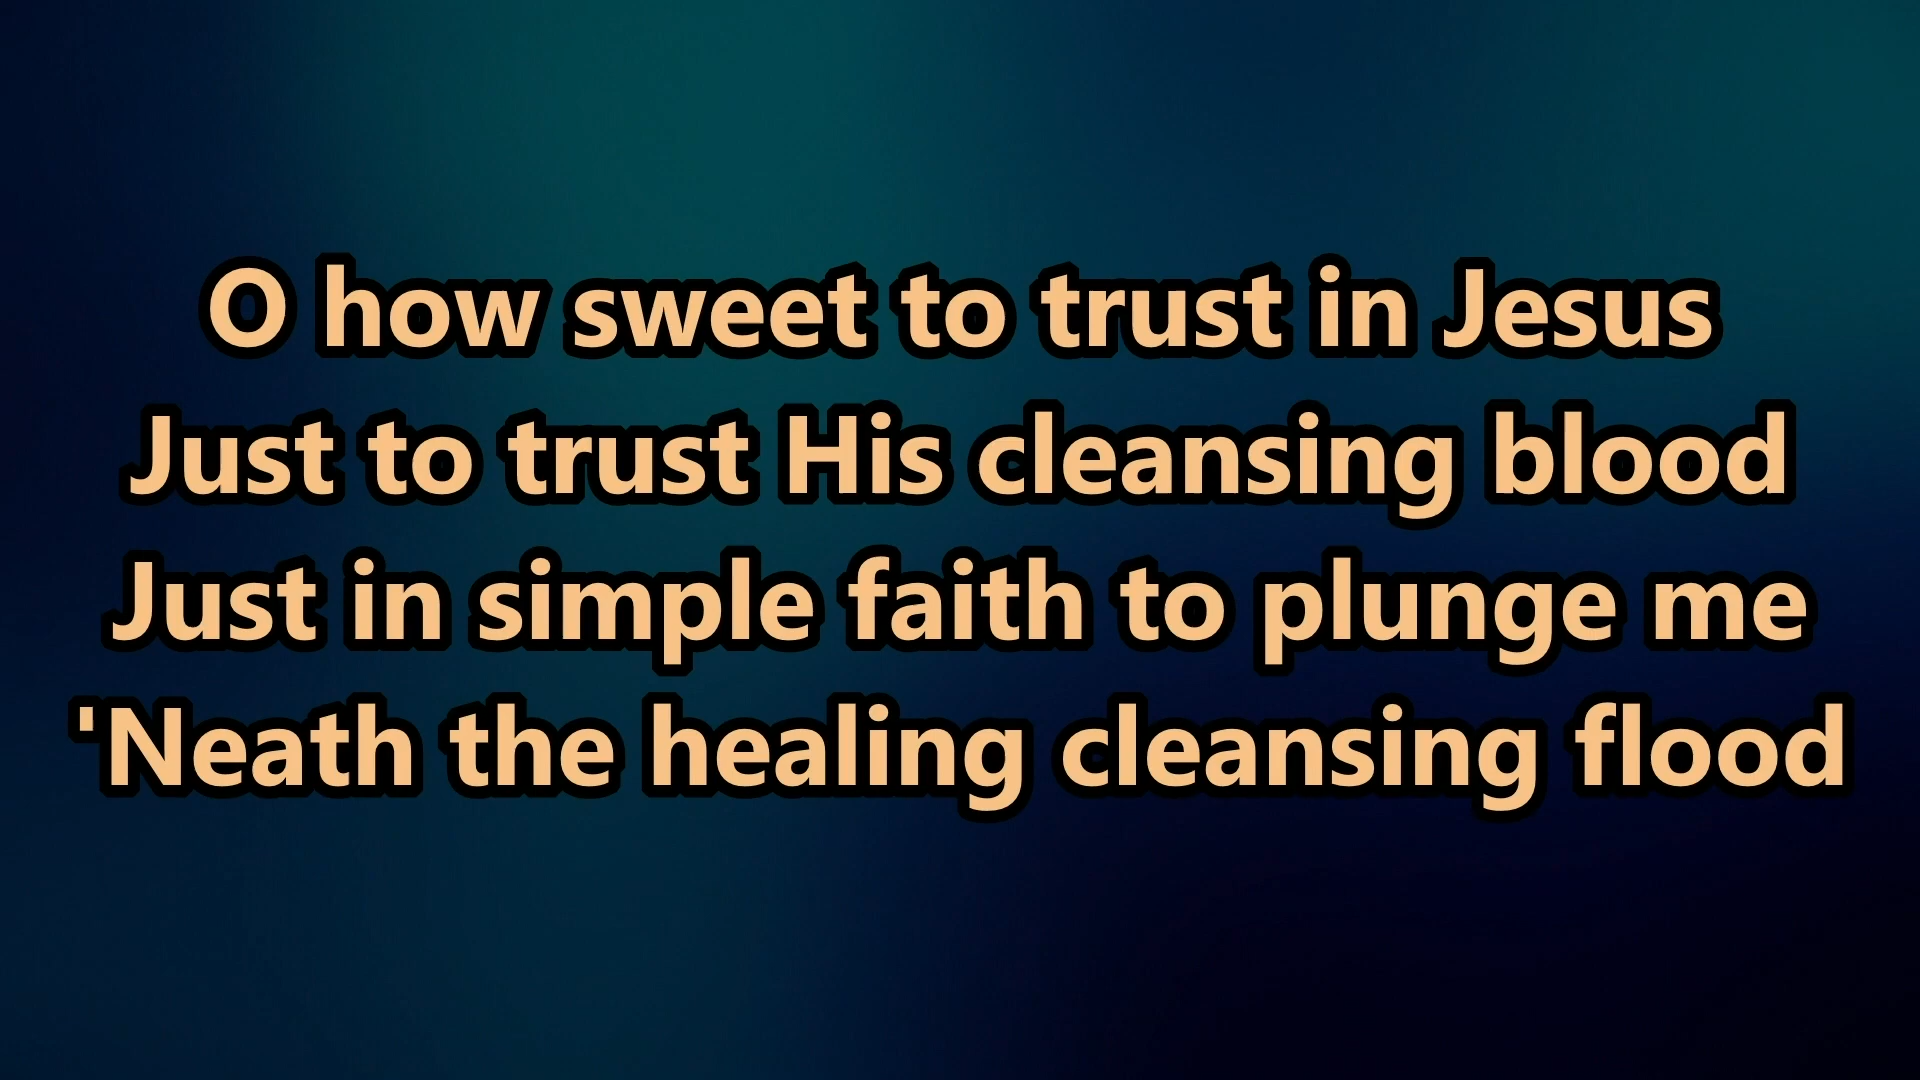 O how sweet to trust in Jesus
Just to trust His cleansing blood
Just in simple faith to plunge me
'Neath the healing cleansing flood